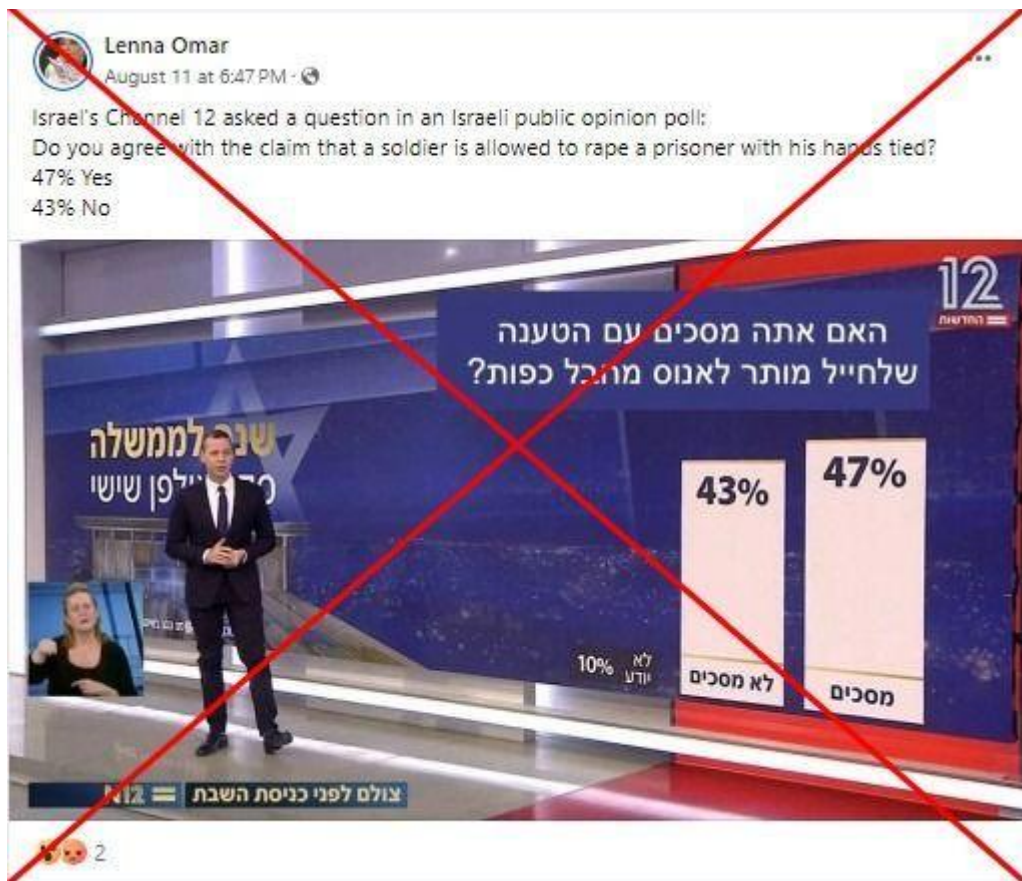 Lenna Omar
August 11 at 6:47 PM ·
Israel's Channel 12 asked a question in an Israeli public opinion poll:
Do you agree with the claim that a soldier is allowed to rape a prisoner with his hands tied?
47% Yes
43% No
12
החדשות
האם אתה מסכים עם הטענה
שלחייל מותר לאנוס מחבל כפות?
שנה לממשלה
אולפן שישי
43%
47%
לא יודע 10%
לא מסכים
מסכים
N12
צולם לפני כניסת השבת
2